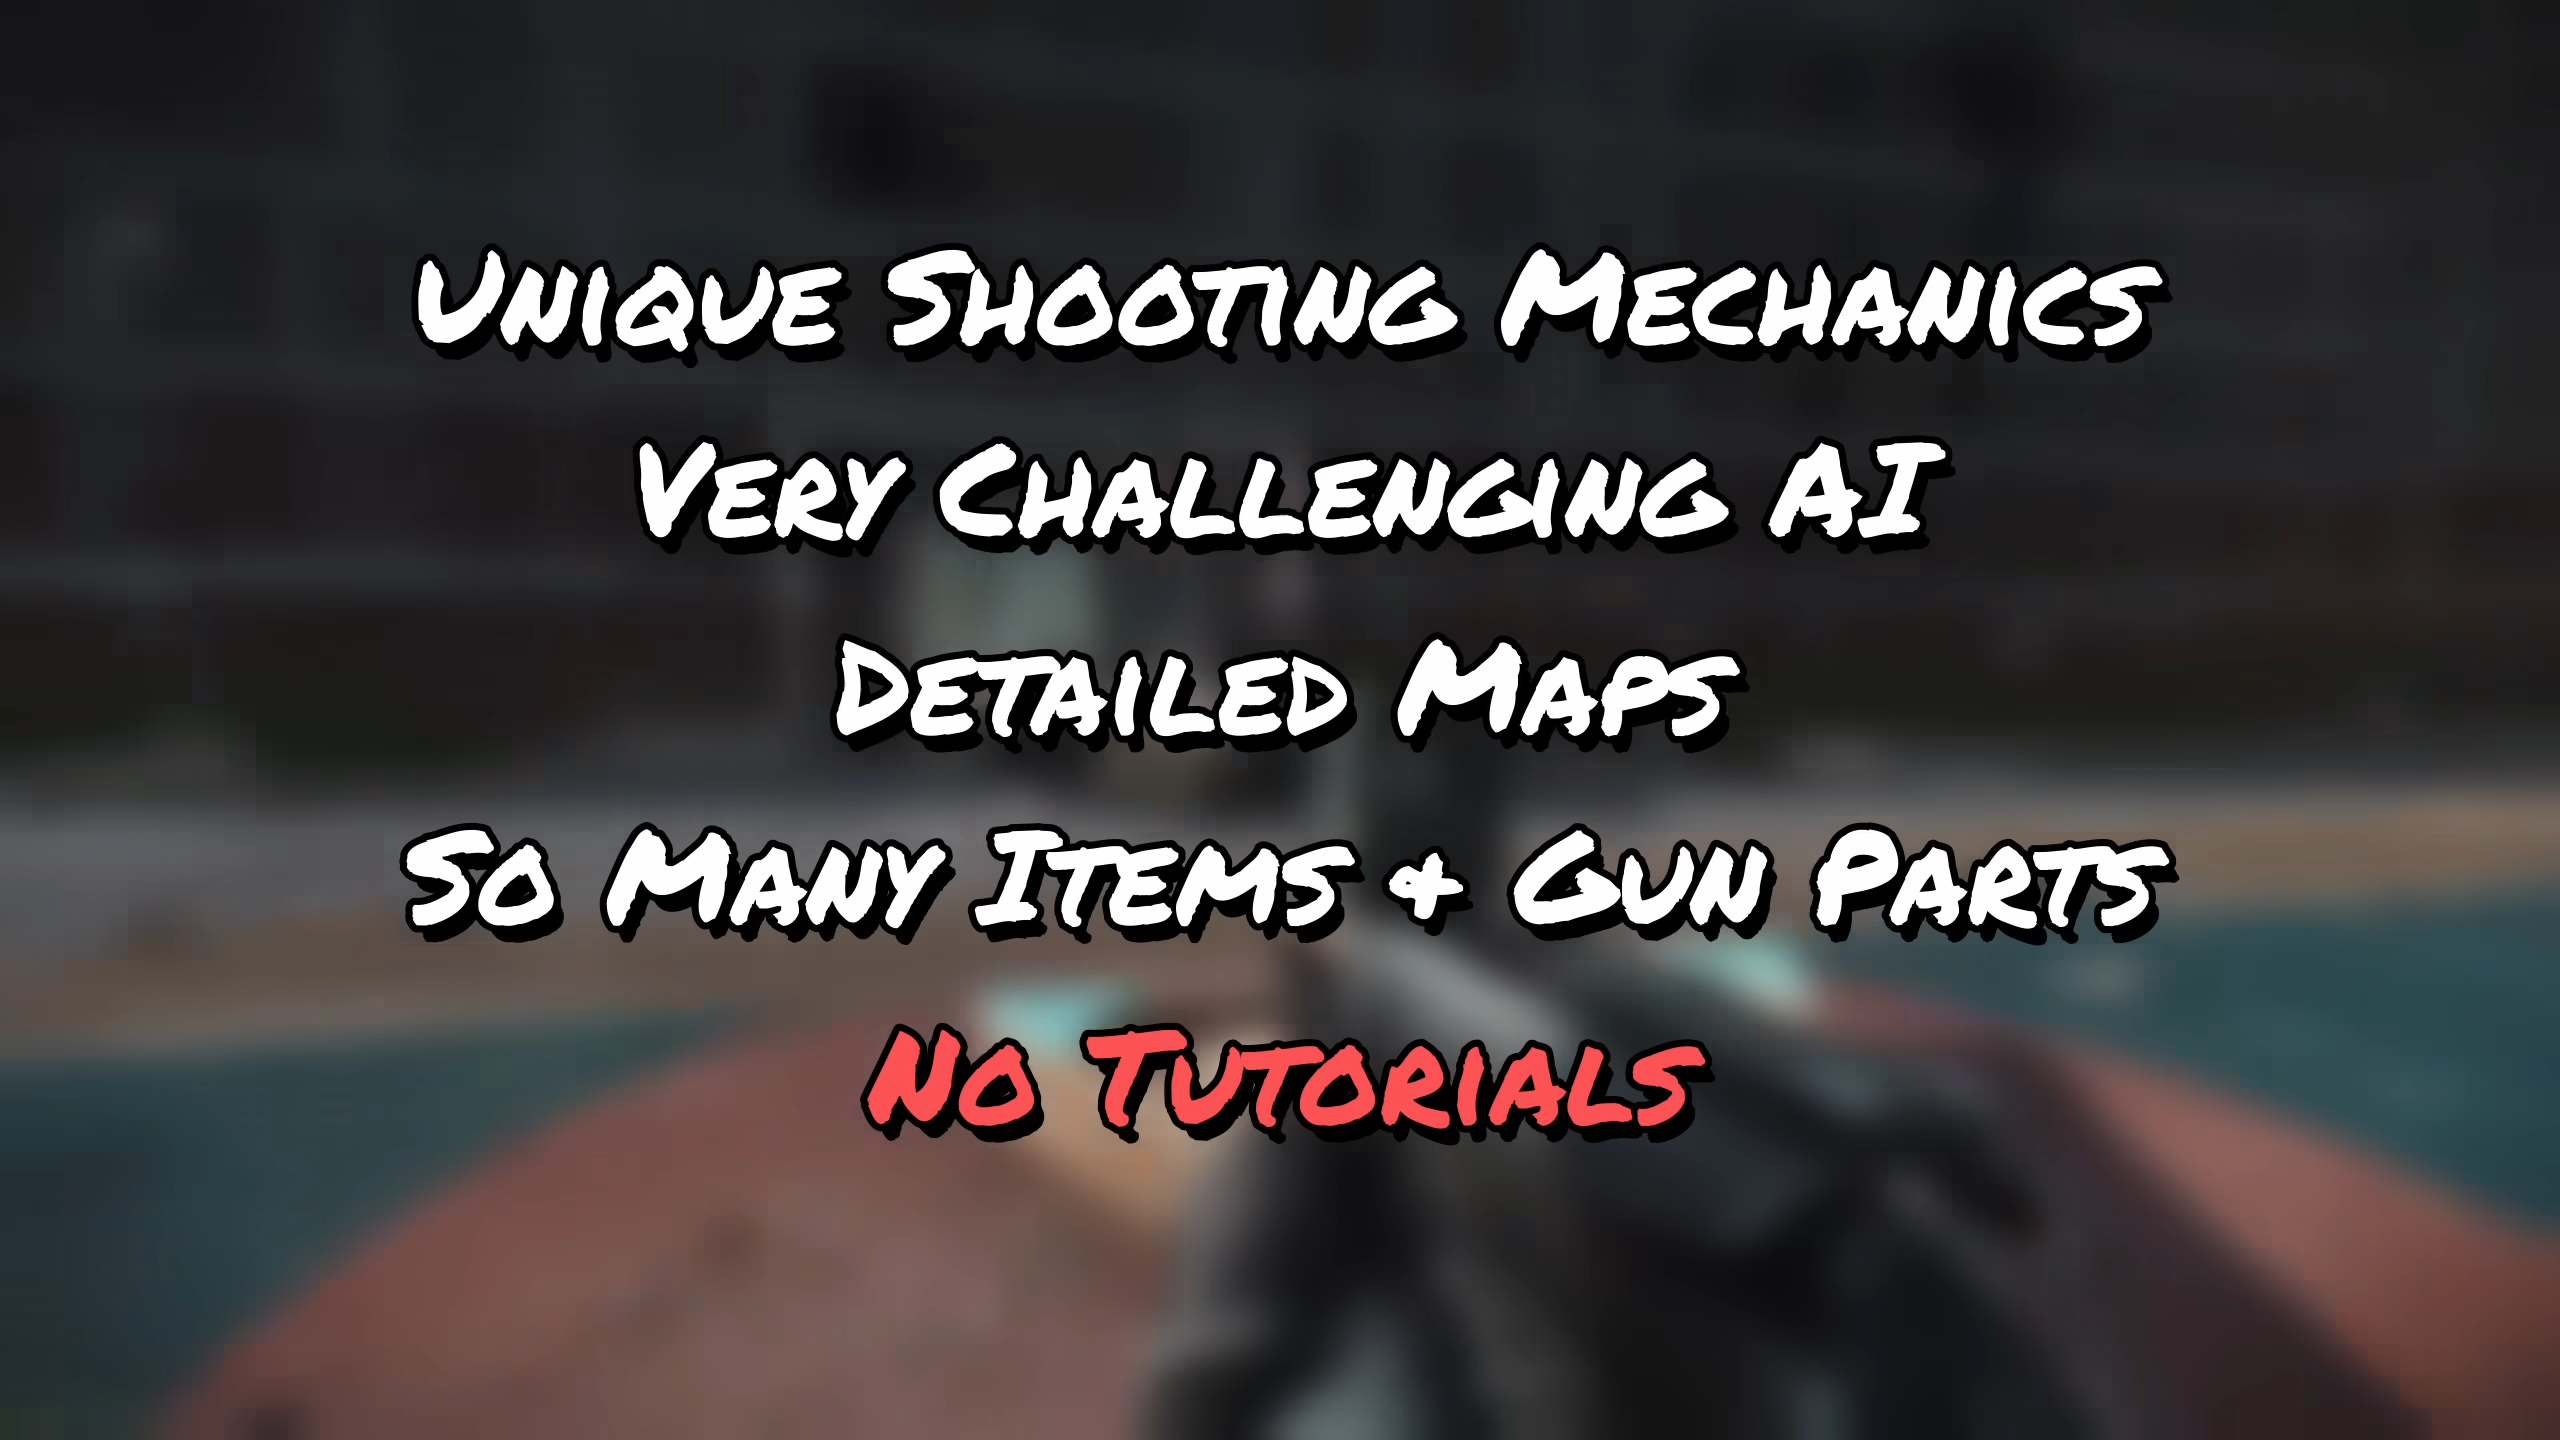 Unique Shooting Mechanics
Very Challenging AI
Detailed Maps
So Many Items & Gun Parts
No Tutorials